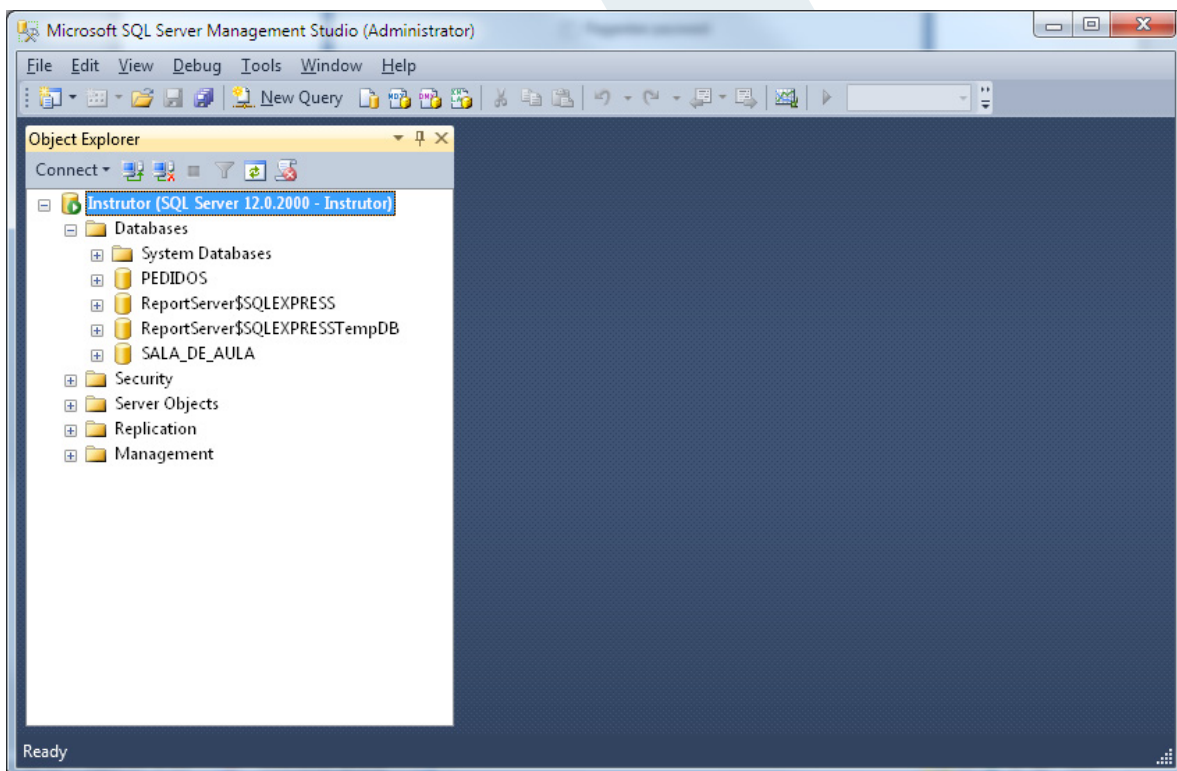 Microsoft SQL Server Management Studio (Administrator)
File Edit View Debug Tools Window Help
New Query
Object Explorer
Connect
Instrutor (SQL Server 12.0.2000 - Instrutor)
Databases
System Databases
PEDIDOS
ReportServer$SQLEXPRESS
ReportServer$SQLEXPRESSTempDB
SALA_DE_AULA
Security
Server Objects
Replication
Management
Ready